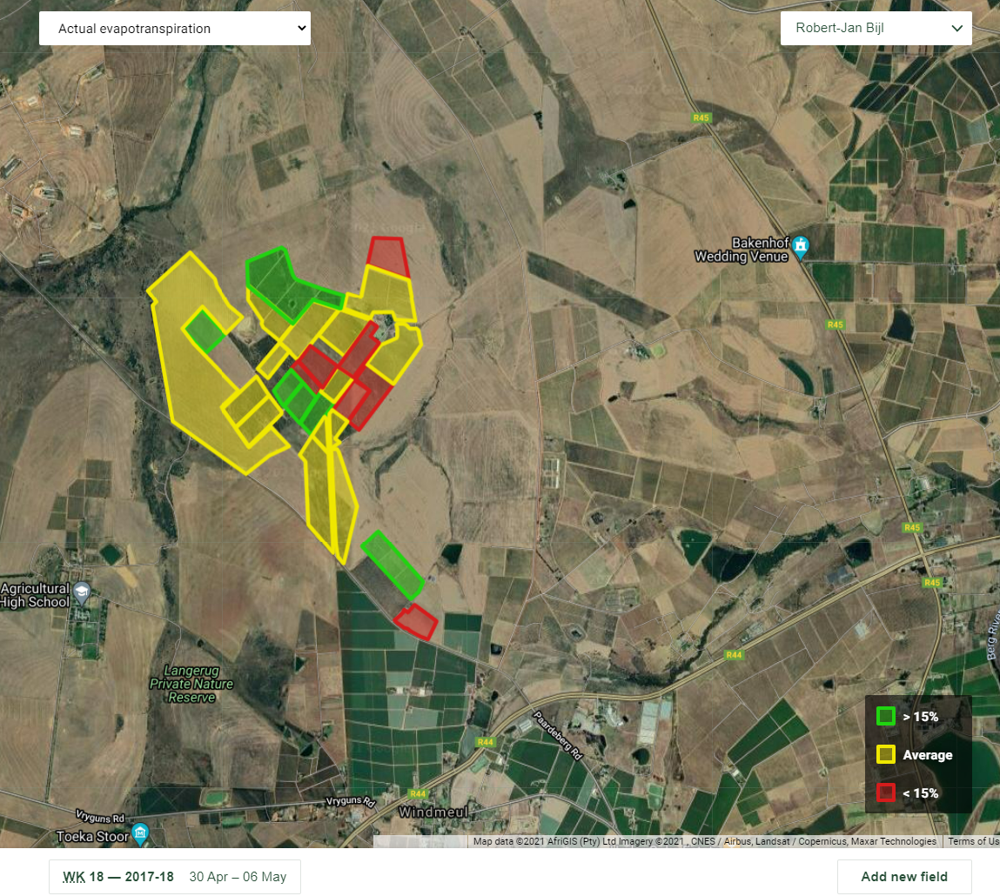 Actual evapotranspiration
Robert-Jan Bijl
R45
Bakenhof
Wedding Venue
R45
R45
R45
Agricultural
High School
Berg River
R44
Langerug
Private Nature
Reserve
> 15%
Average
< 15%
Paardeberg Rd
R44
R44
Vryguns Rd
Windmeul
Vryguns Rd
Toeka Stoor
Map data ©2021 AfriGIS (Pty) Ltd Imagery ©2021 , CNES / Airbus, Landsat / Copernicus, Maxar Technologies
Terms of Us
WK 18 — 2017-18 30 Apr – 06 May
Add new field